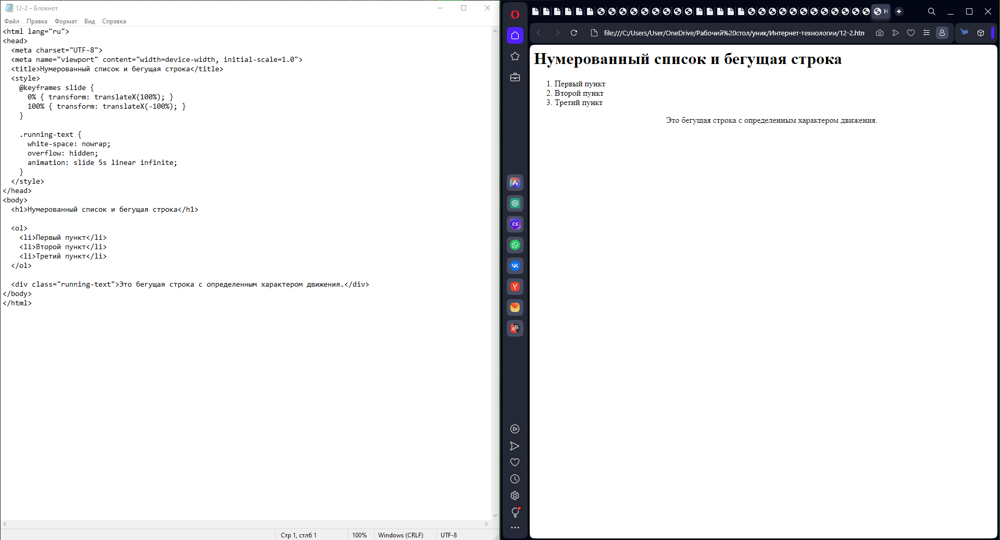 12-2 – Блокнот
Файл Правка Формат Вид Справка
<html lang="ru">
<head>
  <meta charset="UTF-8">
  <meta name="viewport" content="width=device-width, initial-scale=1.0">
  <title>Нумерованный список и бегущая строка</title>
  <style>
    @keyframes slide {
      0% { transform: translateX(100%); }
      100% { transform: translateX(-100%); }
    }

    .running-text {
      white-space: nowrap;
      overflow: hidden;
      animation: slide 5s linear infinite;
    }
  </style>
</head>
<body>
  <h1>Нумерованный список и бегущая строка</h1>

  <ol>
    <li>Первый пункт</li>
    <li>Второй пункт</li>
    <li>Третий пункт</li>
  </ol>

  <div class="running-text">Это бегущая строка с определенным характером движения.</div>
</body>
</html>
Стр 1, стлб 1 100% Windows (CRLF) UTF-8
Н
file:///C:/Users/User/OneDrive/Рабочий%20стол/уник/Интернет-технологии/12-2.htm
CS
Нумерованный список и бегущая строка
1. Первый пункт
2. Второй пункт
3. Третий пункт
Это бегущая строка с определенным характером движения.